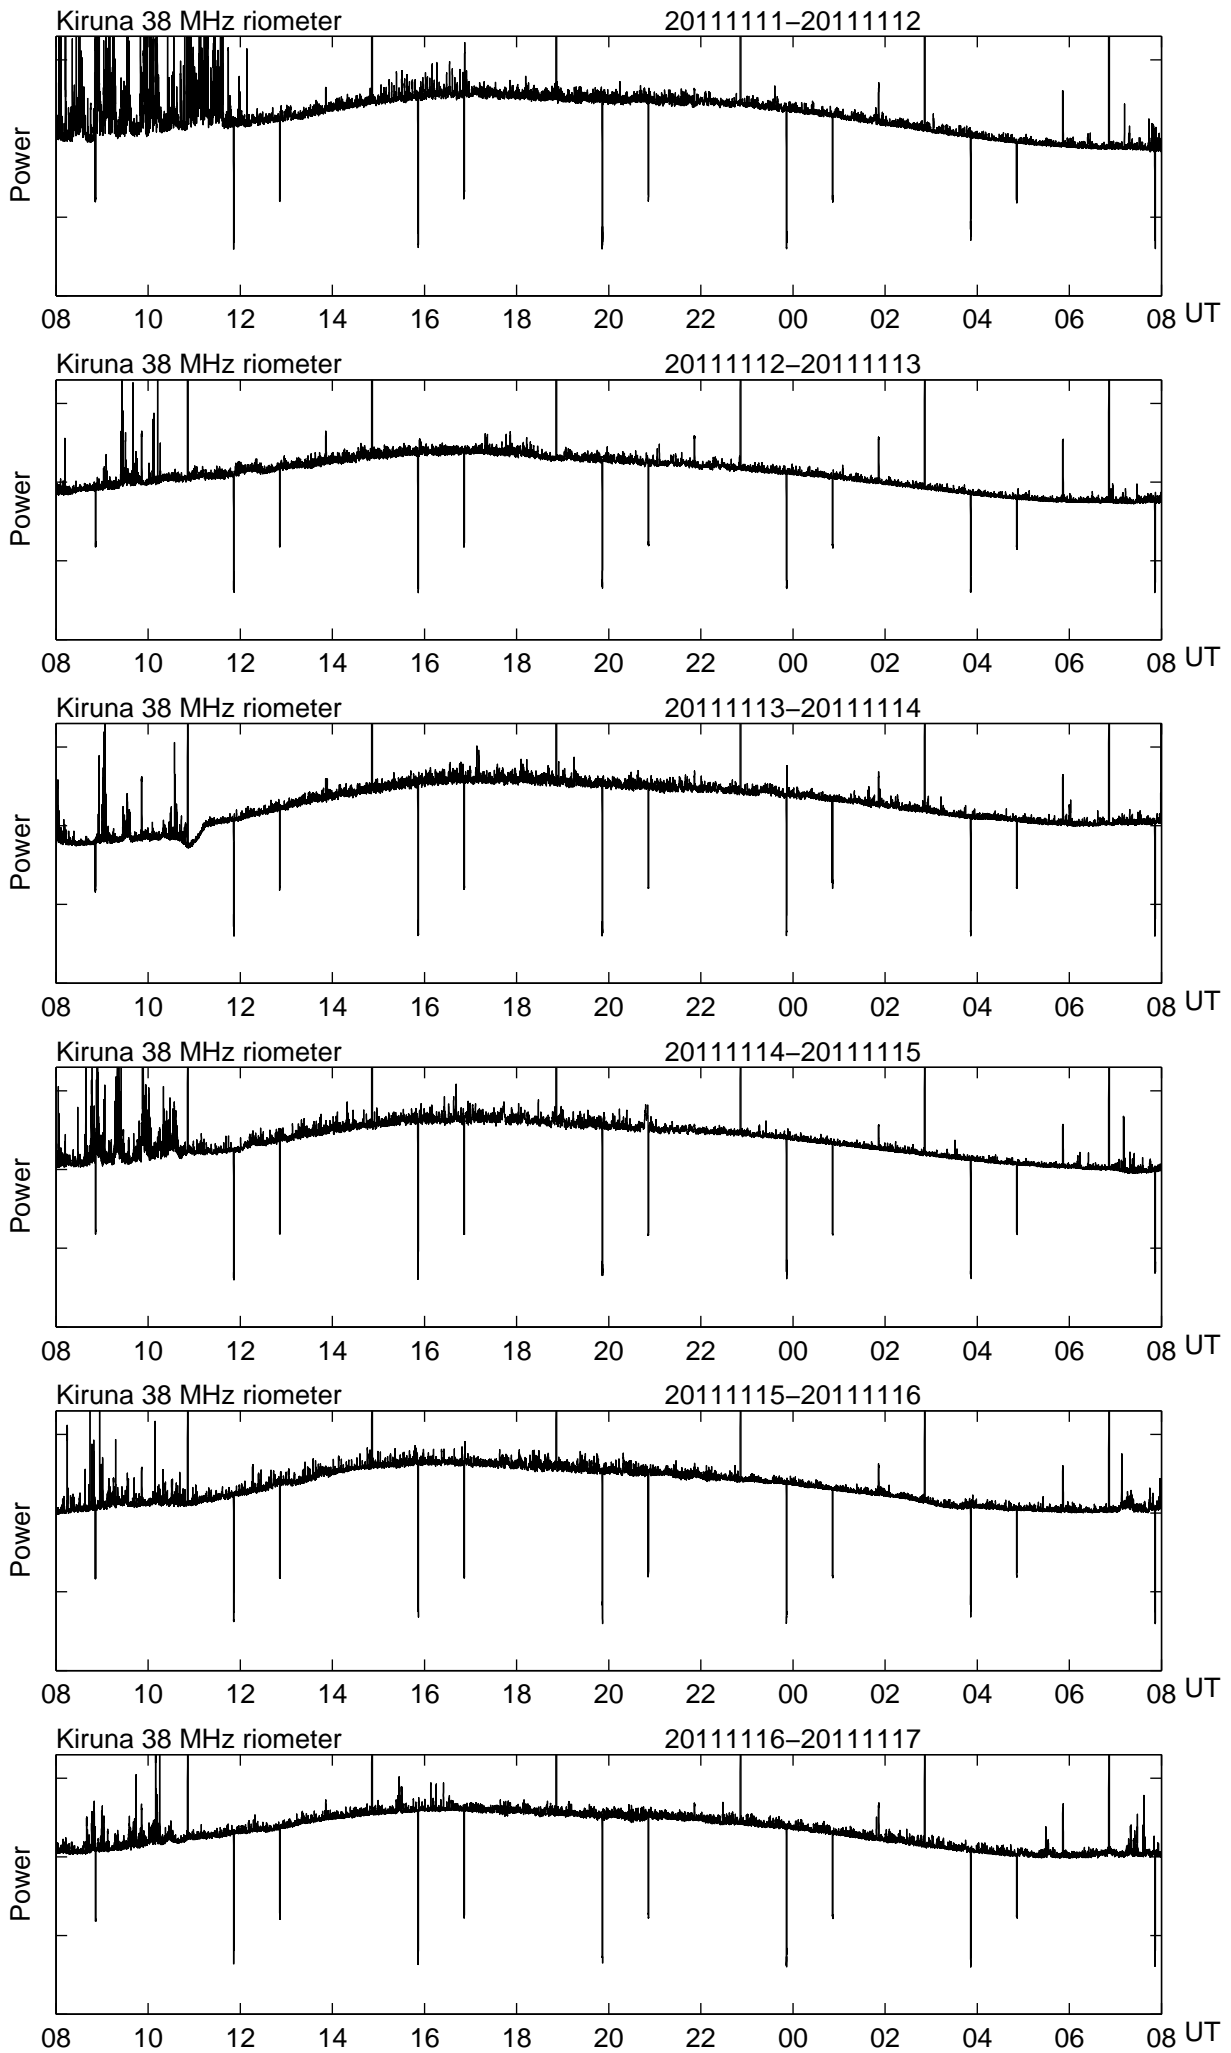 Kiruna 38 MHz riometer 20111111−20111112
Power
08 10 12 14 16 18 20 22 00 02 04 06 08 UT
Kiruna 38 MHz riometer 20111112−20111113
Power
08 10 12 14 16 18 20 22 00 02 04 06 08 UT
Kiruna 38 MHz riometer 20111113−20111114
Power
08 10 12 14 16 18 20 22 00 02 04 06 08 UT
Kiruna 38 MHz riometer 20111114−20111115
Power
08 10 12 14 16 18 20 22 00 02 04 06 08 UT
Kiruna 38 MHz riometer 20111115−20111116
Power
08 10 12 14 16 18 20 22 00 02 04 06 08 UT
Kiruna 38 MHz riometer 20111116−20111117
Power
08 10 12 14 16 18 20 22 00 02 04 06 08 UT